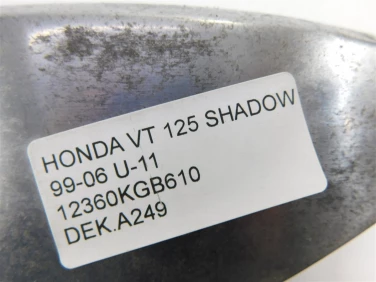 HONDA VT 125 SHADOW
99-06 U-11
12360KGB610
DEK.A249